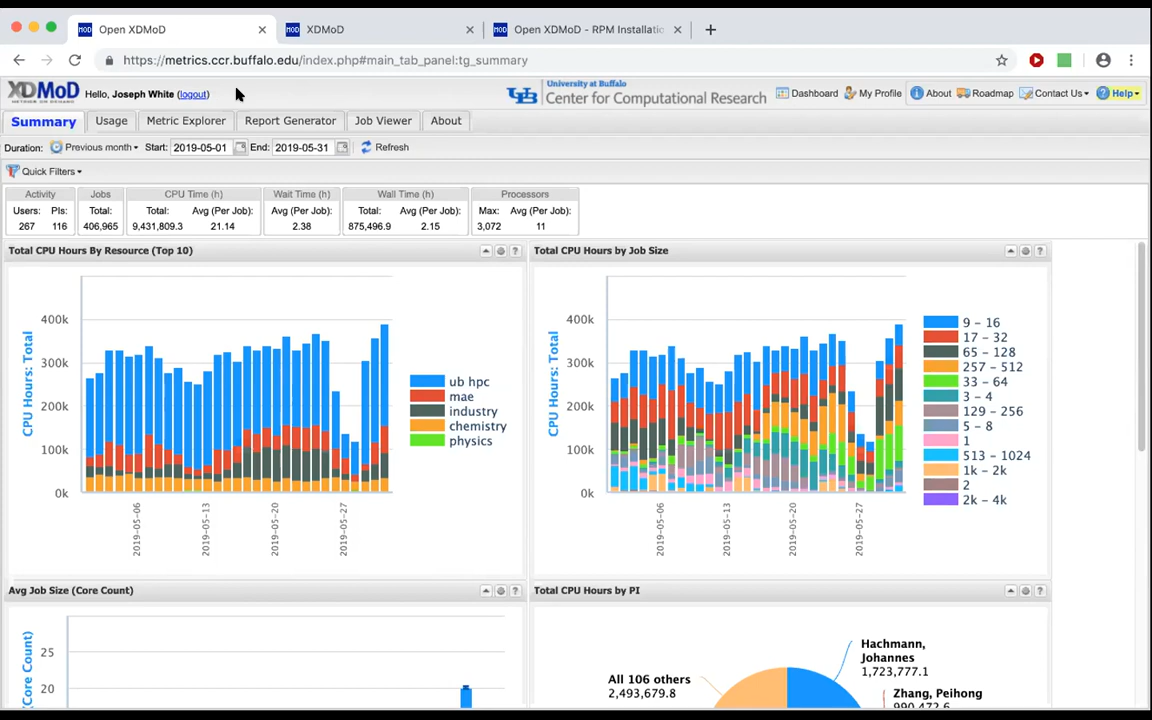 MOD Open XDMoD
MOD XDMoD
MOD Open XDMoD - RPM Installatio
https://metrics.ccr.buffalo.edu/index.php#main_tab_panel:tg_summary
XDMoD
METRICS ON DEMAND
Hello, Joseph White (logout)
UB
University at Buffalo
Center for Computational Research
Dashboard My Profile About Roadmap Contact Us Help
Summary Usage Metric Explorer Report Generator Job Viewer About
Duration: Previous month Start: 2019-05-01 End: 2019-05-31 Refresh
Quick Filters
Activity Jobs CPU Time (h) Wait Time (h) Wall Time (h) Processors
Users: PIs: Total: Total: Avg (Per Job): Avg (Per Job): Total: Avg (Per Job): Max: Avg (Per Job):
267 116 406,965 9,431,809.3 21.14 2.38 875,496.9 2.15 3,072 11
Total CPU Hours By Resource (Top 10)
CPU Hours: Total
400k
300k
200k
100k
0k
2019-05-06 2019-05-13 2019-05-20 2019-05-27
ub hpc
mae
industry
chemistry
physics
Total CPU Hours by Job Size
CPU Hours: Total
400k
300k
200k
100k
0k
2019-05-06 2019-05-13 2019-05-20 2019-05-27
9 – 16
17 – 32
65 – 128
257 – 512
33 – 64
3 – 4
129 – 256
5 – 8
1
513 – 1024
1k – 2k
2
2k – 4k
Avg Job Size (Core Count)
(Core Count)
25
20
Total CPU Hours by PI
Hachmann,
Johannes
1,723,777.1
All 106 others
2,493,679.8
Zhang, Peihong
990,472.6